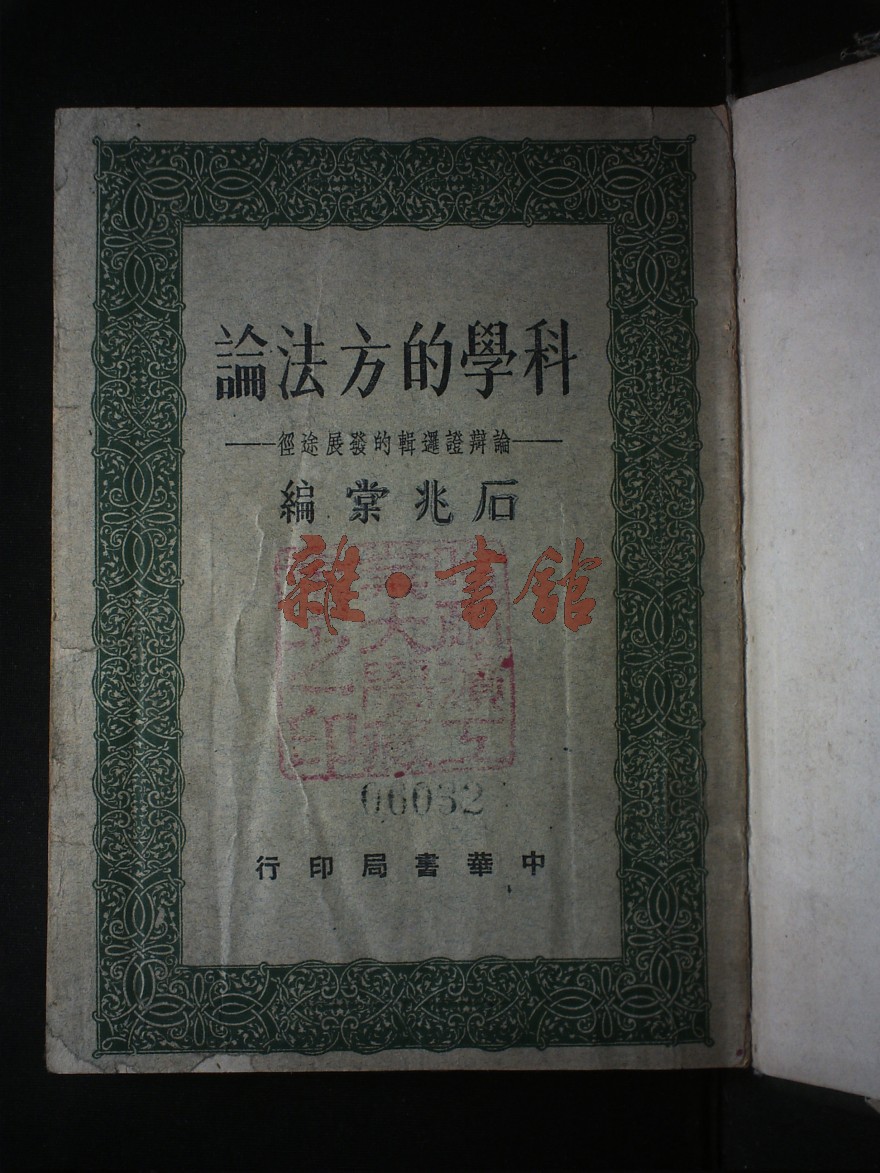 科學的方法論
——論辯證邏輯的發展途徑——
石兆棠編
雜·書館
06032
中華書局印行